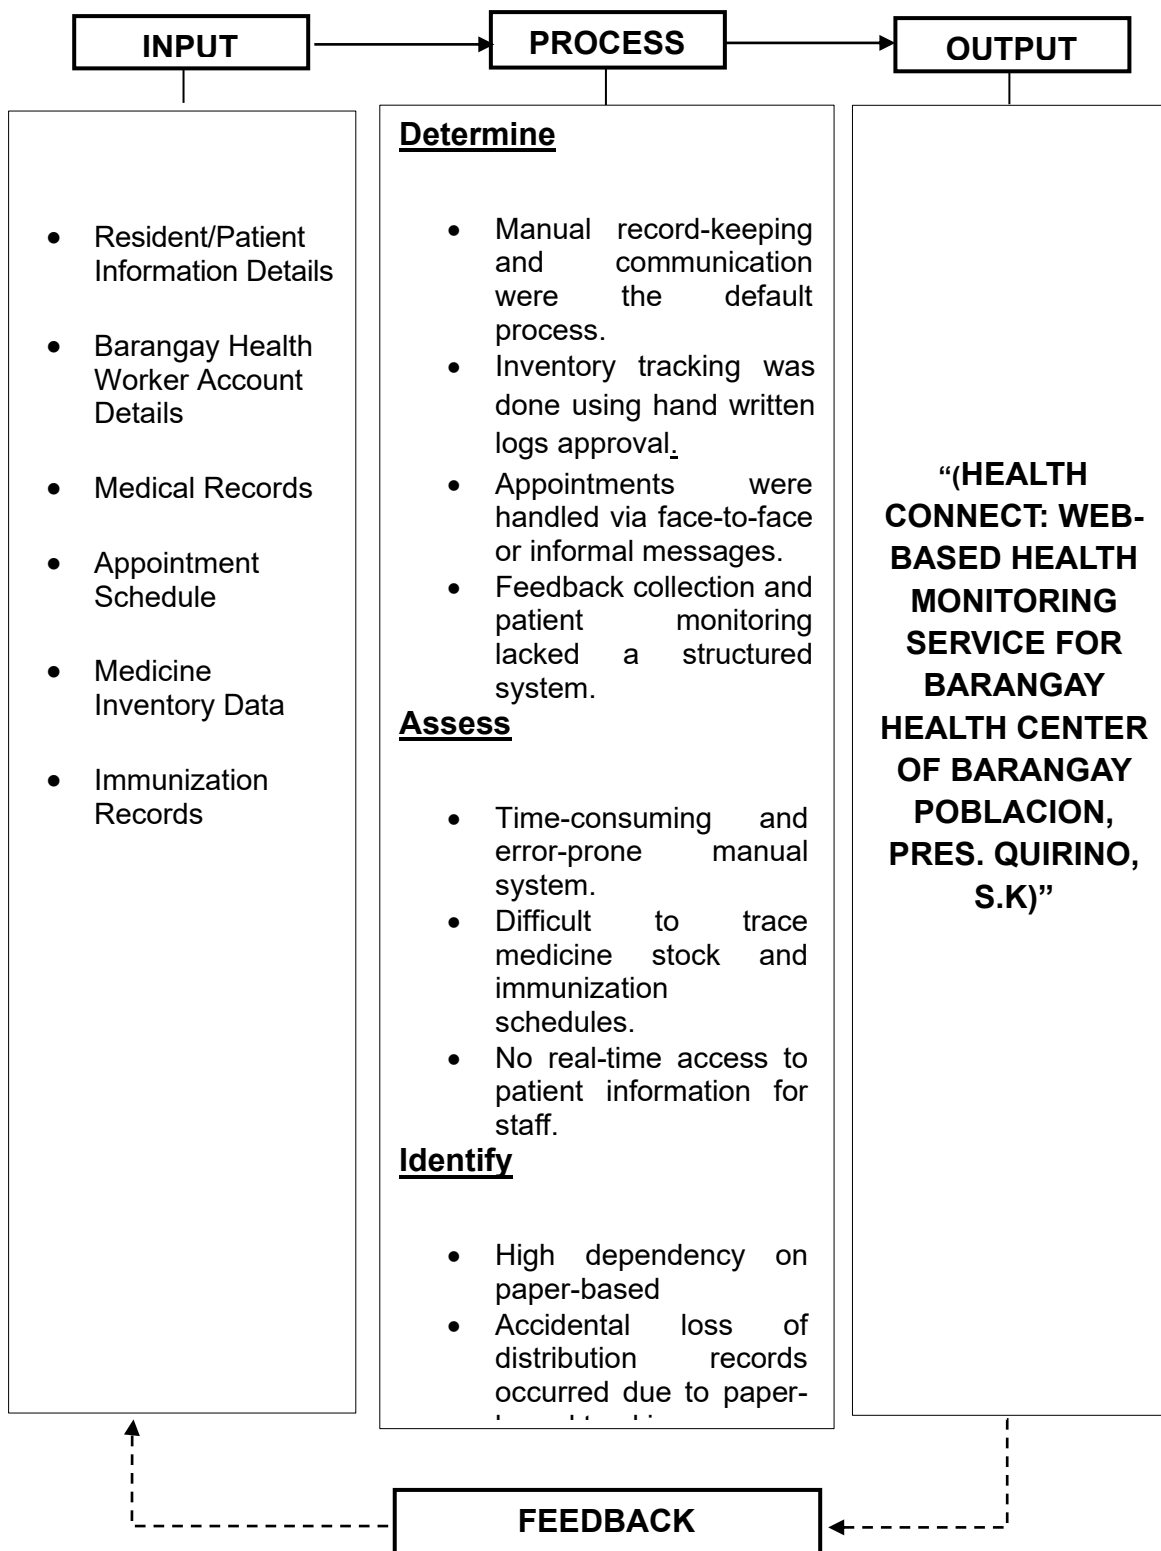 INPUT
PROCESS
OUTPUT
Resident/Patient
Information Details
Barangay Health
Worker Account
Details
Medical Records
Appointment
Schedule
Medicine
Inventory Data
Immunization
Records
Determine
Manual record-keeping
and communication
were the default
process.
Inventory tracking was
done using hand written
logs approval.
Appointments were
handled via face-to-face
or informal messages.
Feedback collection and
patient monitoring
lacked a structured
system.
Assess
Time-consuming and
error-prone manual
system.
Difficult to trace
medicine stock and
immunization
schedules.
No real-time access to
patient information for
staff.
Identify
High dependency on
paper-based
Accidental loss of
distribution records
occurred due to paper-
“(HEALTH
CONNECT: WEB-
BASED HEALTH
MONITORING
SERVICE FOR
BARANGAY
HEALTH CENTER
OF BARANGAY
POBLACION,
PRES. QUIRINO,
S.K)”
FEEDBACK